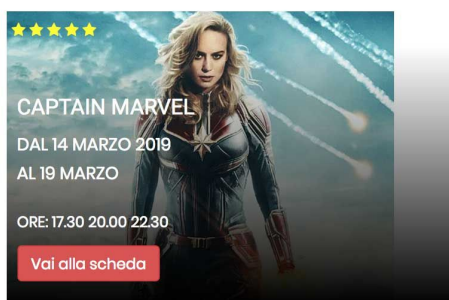 CAPTAIN MARVEL
DAL 14 MARZO 2019
AL 19 MARZO
ORE: 17.30 20.00 22.30
Vai alla scheda